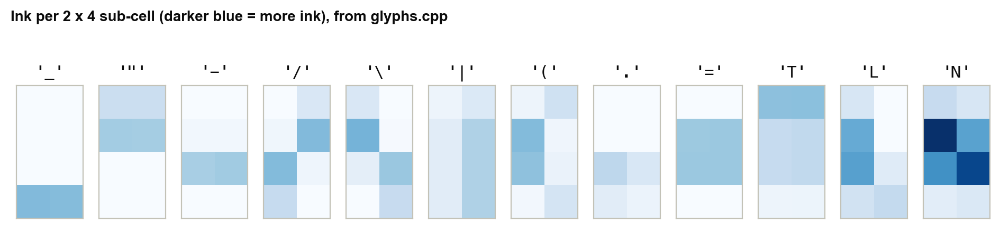 Ink per 2 x 4 sub-cell (darker blue = more ink), from glyphs.cpp
'_' '"' '-' '/' '\' '|' '(' '.' '=' 'T' 'L' 'N'